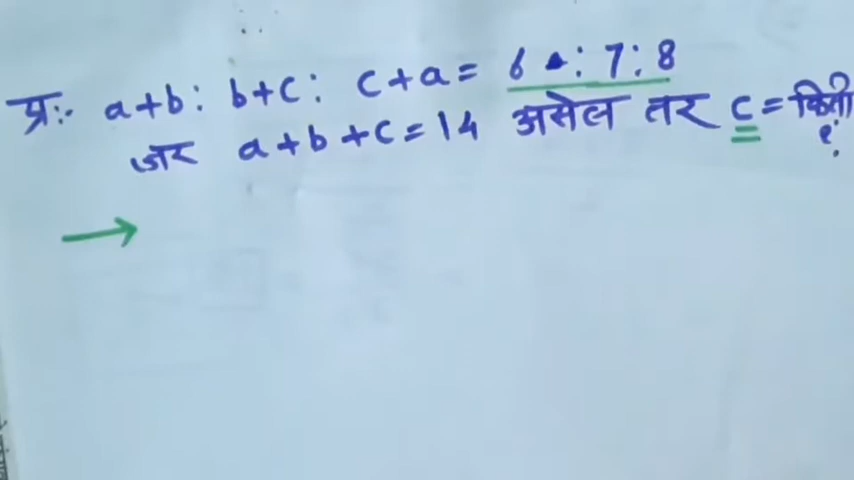 प्र:- a+b: b+c: c+a= 6 : 7: 8
जर a+b+c=14 असेल तर c = किती ?